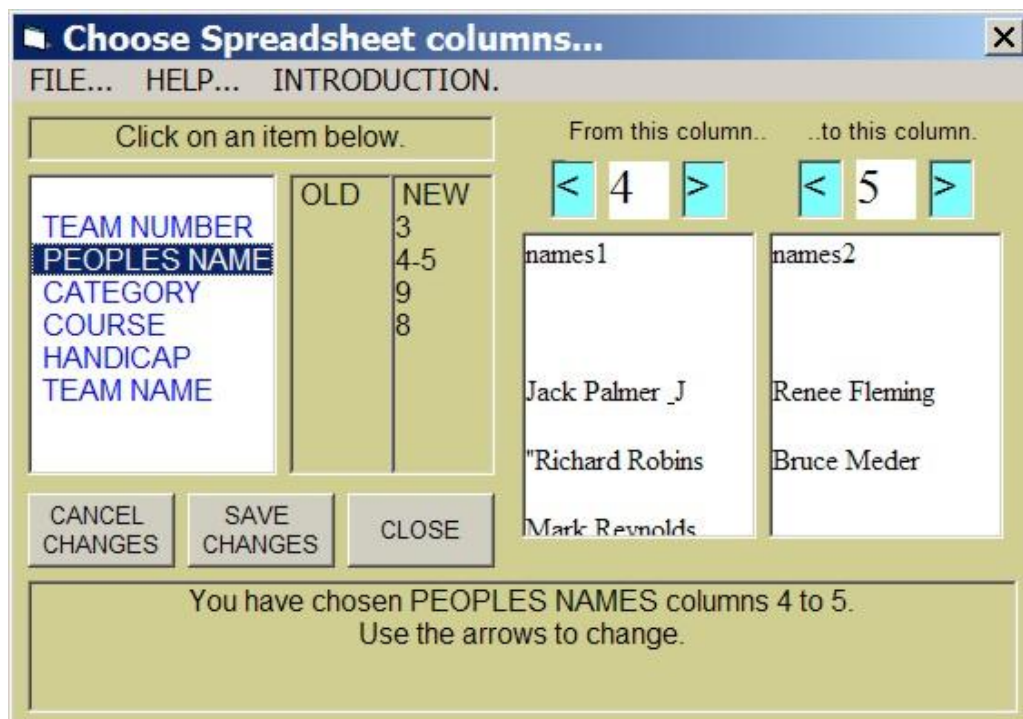 Choose Spreadsheet columns...
FILE... HELP... INTRODUCTION.
Click on an item below.
From this column.. ..to this column.
< 4 > < 5 >
OLD NEW
TEAM NUMBER 3
PEOPLES NAME 4-5
CATEGORY 9
COURSE 8
HANDICAP
TEAM NAME
names1 names2
Jack Palmer _J Renee Fleming
"Richard Robins Bruce Meder
Mark Reynolds
CANCEL CHANGES
SAVE CHANGES
CLOSE
You have chosen PEOPLES NAMES columns 4 to 5.
Use the arrows to change.